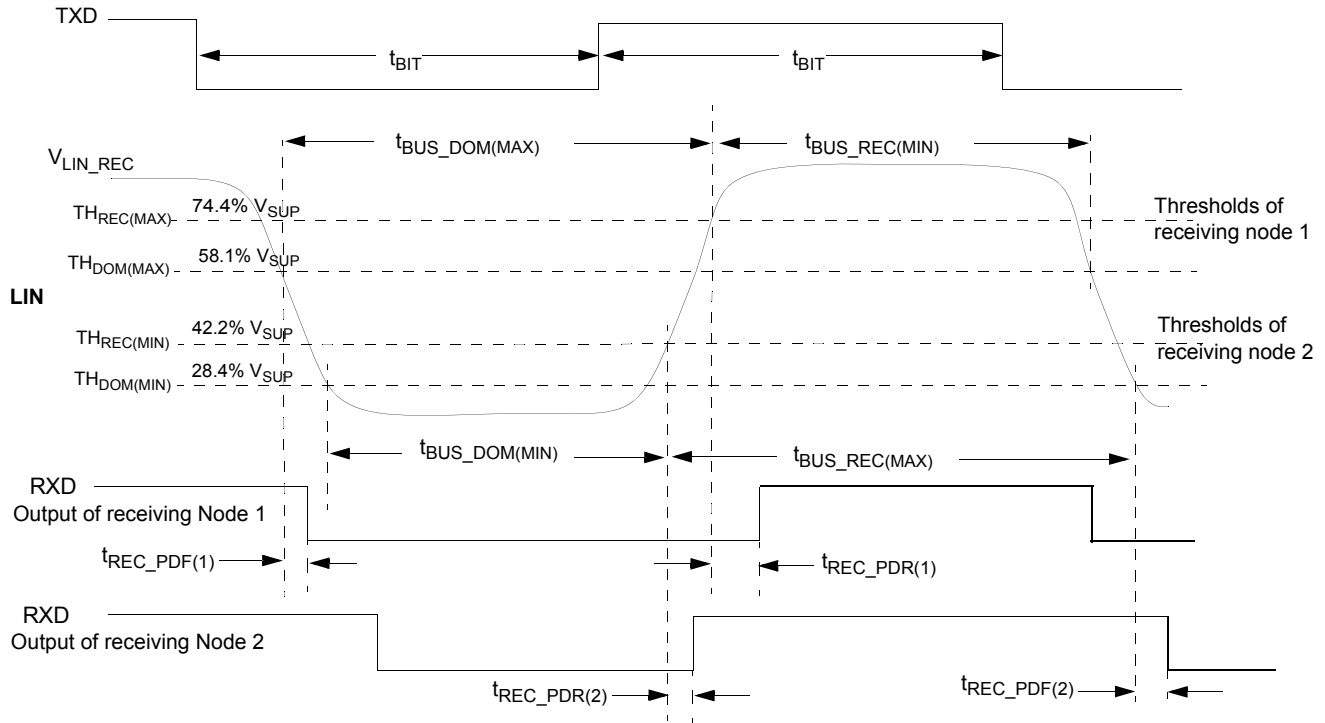 TXD
tBIT
tBIT
tBUS_DOM(MAX)
tBUS_REC(MIN)
VLIN_REC
THREC(MAX) 74.4% VSUP
Thresholds of
receiving node 1
THDOM(MAX) 58.1% VSUP
LIN
THREC(MIN) 42.2% VSUP
Thresholds of
receiving node 2
THDOM(MIN) 28.4% VSUP
tBUS_DOM(MIN)
tBUS_REC(MAX)
RXD
Output of receiving Node 1
tREC_PDF(1)
tREC_PDR(1)
RXD
Output of receiving Node 2
tREC_PDR(2)
tREC_PDF(2)